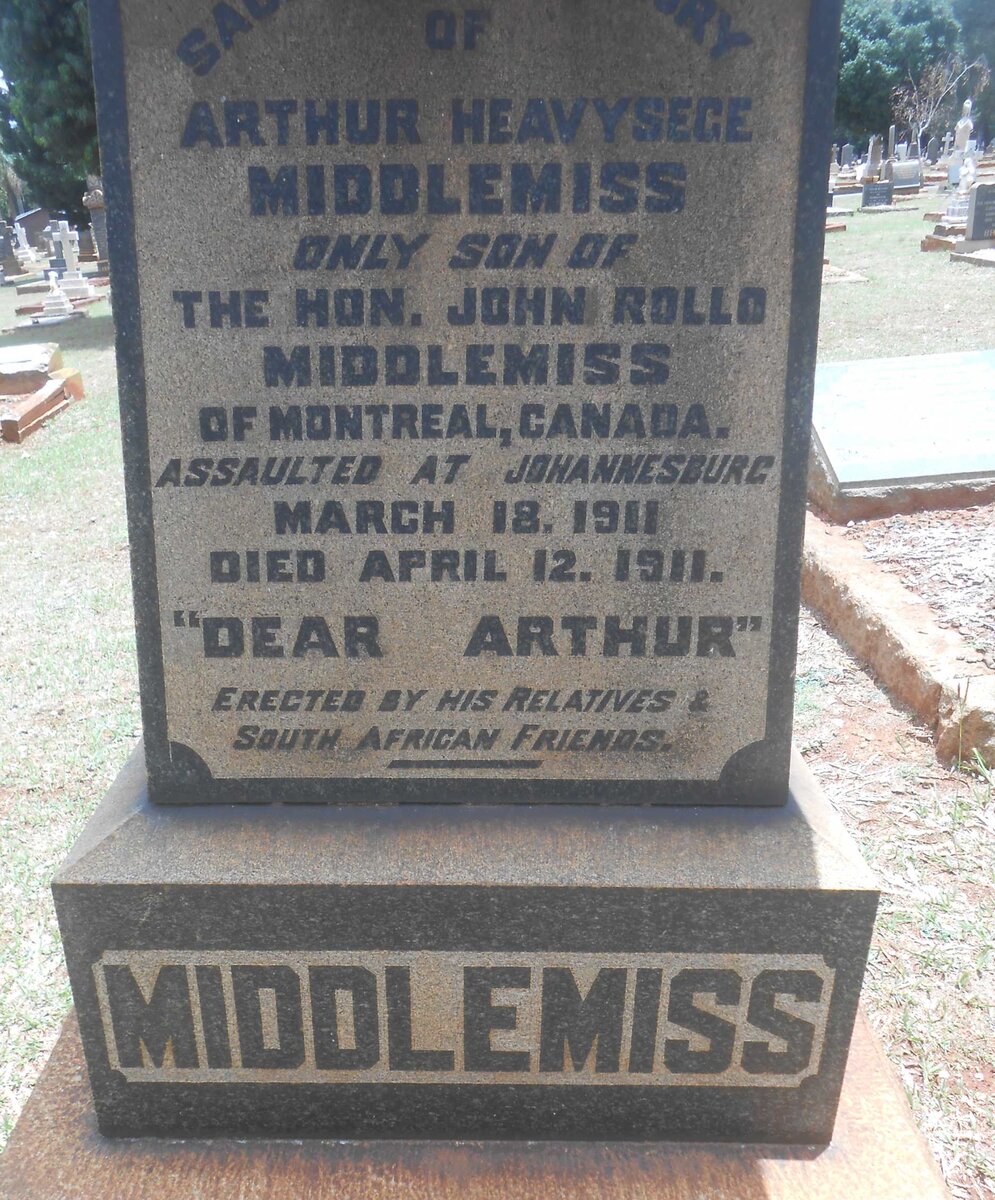 OF
ARTHUR HEAVYSEGE
MIDDLEMISS
ONLY SON OF
THE HON. JOHN ROLLO
MIDDLEMISS
OF MONTREAL, CANADA.
ASSAULTED AT JOHANNESBURG
MARCH 18. 1911
DIED APRIL 12. 1911.
"DEAR ARTHUR"
ERECTED BY HIS RELATIVES &
SOUTH AFRICAN FRIENDS.
MIDDLEMISS